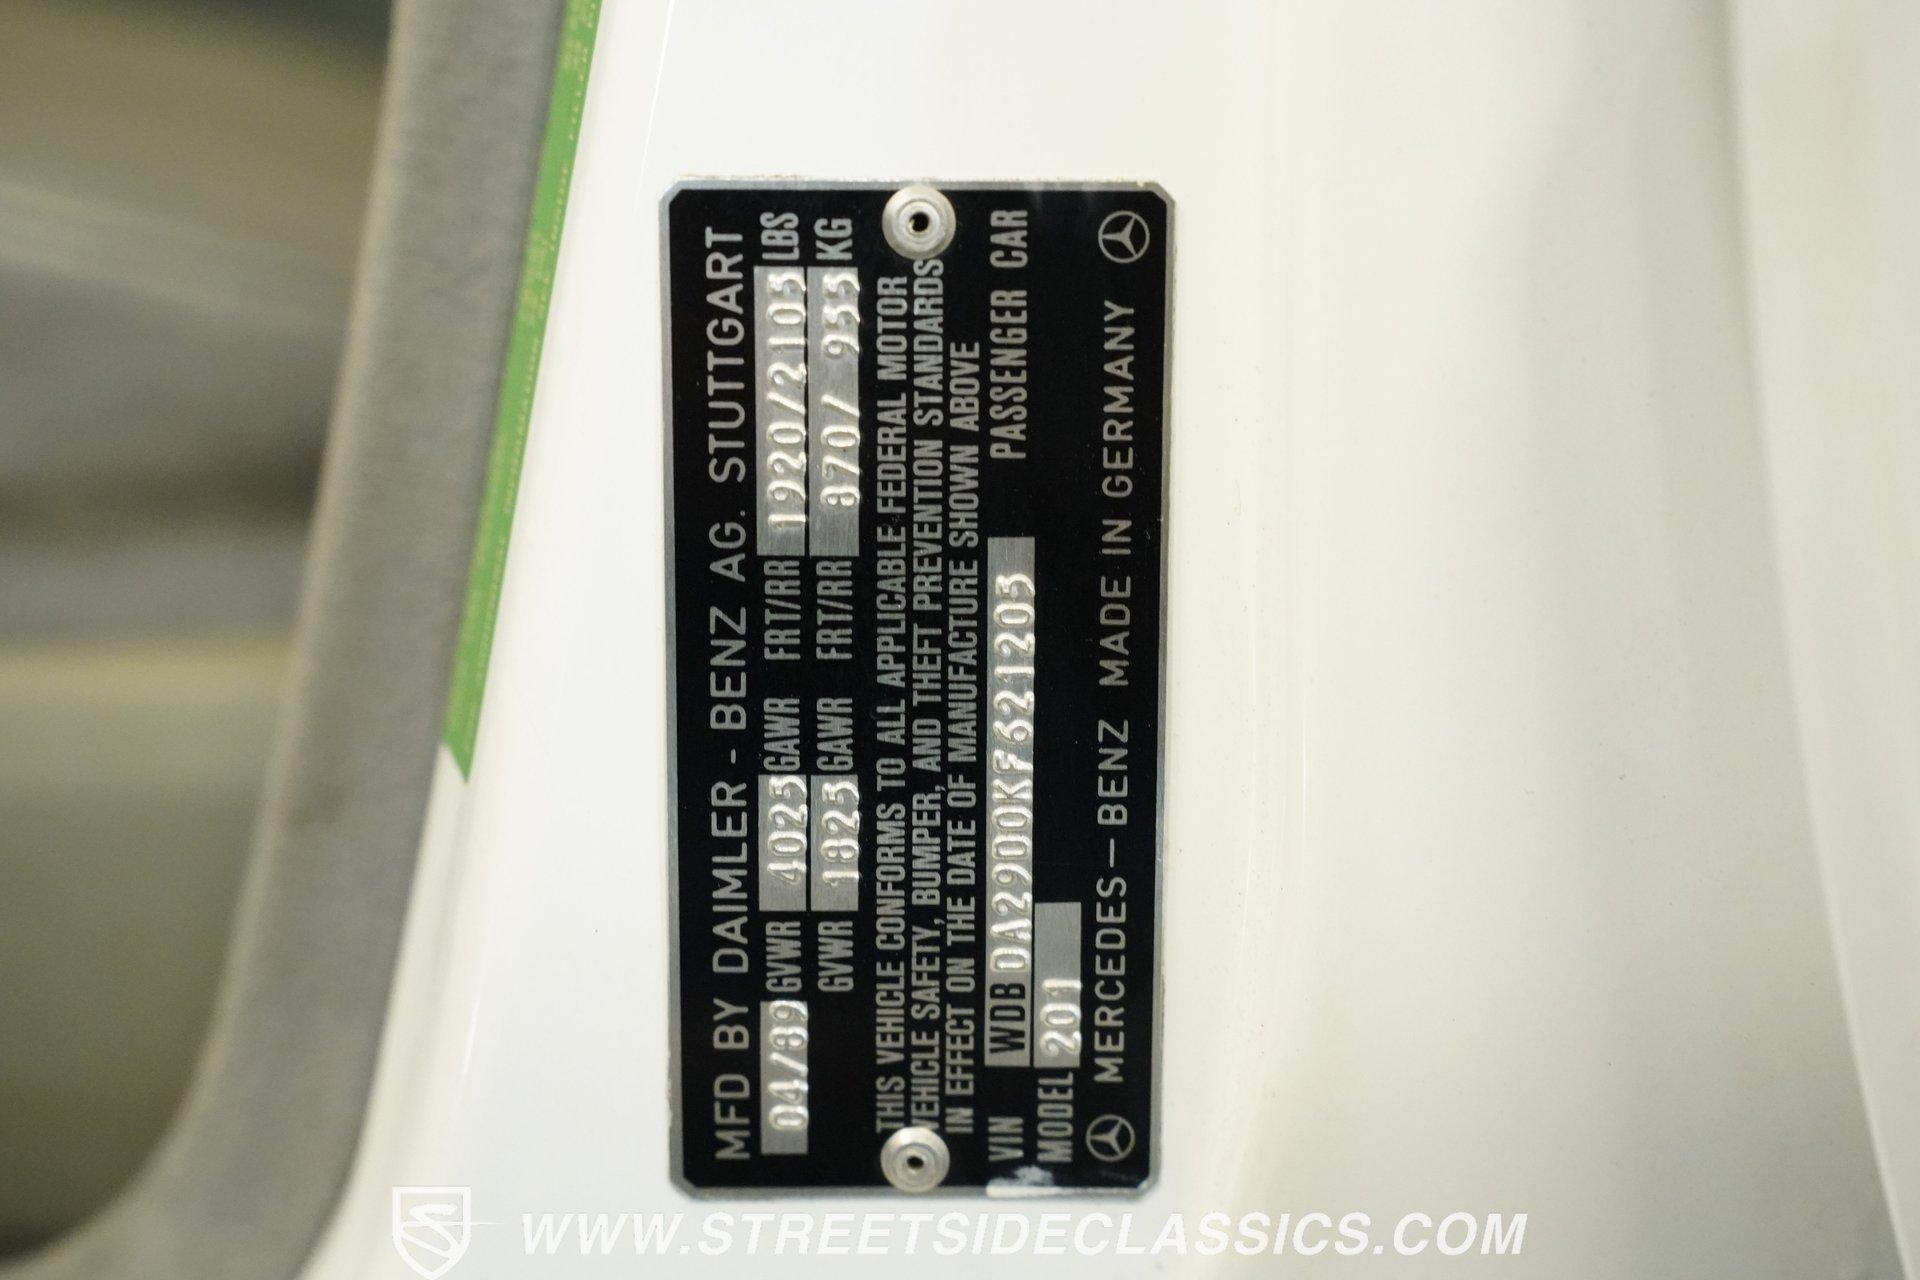 MFD BY DAIMLER - BENZ AG. STUTTGART
04/89 GVWR 4025 GAWR FRT/RR 1920/2105 LBS
GVWR 1825 GAWR FRT/RR 870/ 955 KG
THIS VEHICLE CONFORMS TO ALL APPLICABLE FEDERAL MOTOR
VEHICLE SAFETY, BUMPER, AND THEFT PREVENTION STANDARDS
IN EFFECT ON THE DATE OF MANUFACTURE SHOWN ABOVE
VIN WDB DA29D0KF621205 PASSENGER CAR
MODEL 201
MERCEDES-BENZ MADE IN GERMANY
WWW.STREETSIDECLASSICS.COM